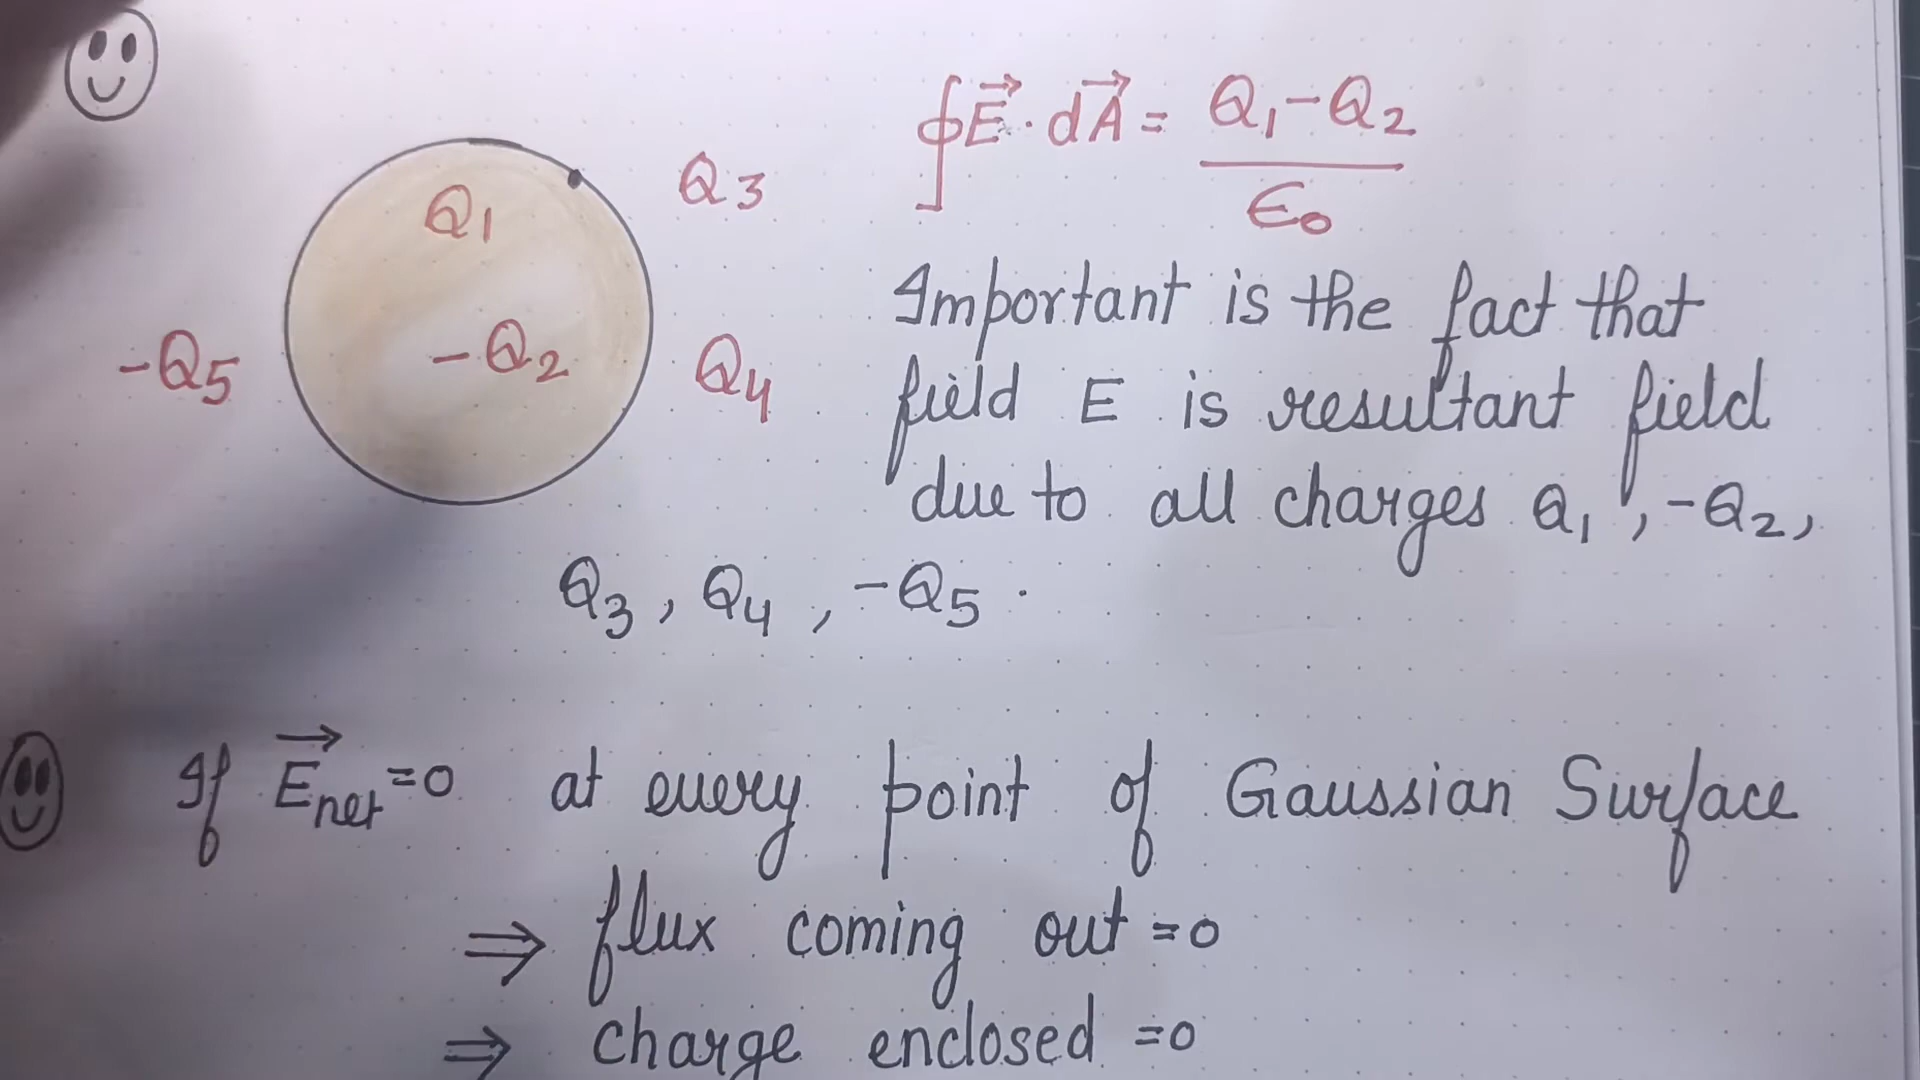 ∮E⃗ · dA⃗ = Q₁ - Q₂ / ϵ₀
Q₁
Q₃
-Q₂
-Q₅
Q₄
Important is the fact that
field E is resultant field
due to all charges Q₁, -Q₂,
Q₃, Q₄, -Q₅.
If E⃗net = 0 at every point of Gaussian Surface
⇒ flux coming out = 0
⇒ charge enclosed = 0